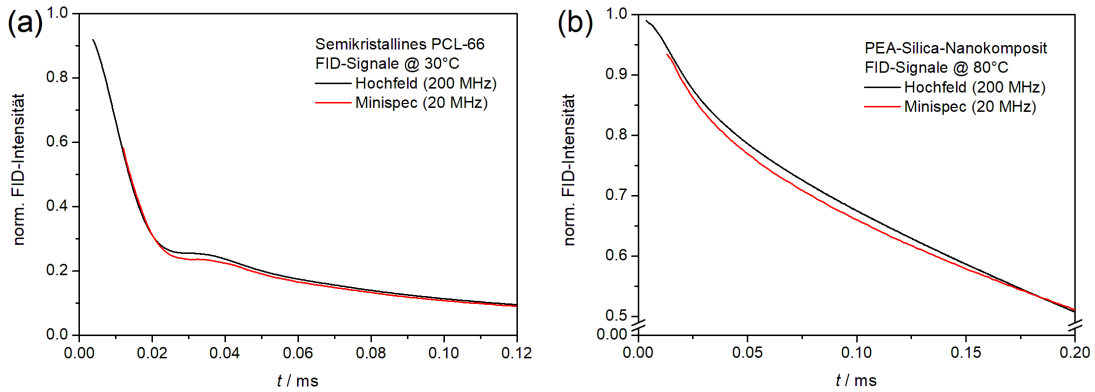 (a)
1.0
0.8
0.6
0.4
0.2
0.0
norm. FID-Intensität
Semikristallines PCL-66
FID-Signale @ 30°C
Hochfeld (200 MHz)
Minispec (20 MHz)
0.00 0.02 0.04 0.06 0.08 0.10 0.12
t / ms
(b)
1.0
0.9
0.8
0.7
0.6
0.5
0.00
norm. FID-Intensität
PEA-Silica-Nanokomposit
FID-Signale @ 80°C
Hochfeld (200 MHz)
Minispec (20 MHz)
0.00 0.05 0.10 0.15 0.20
t / ms